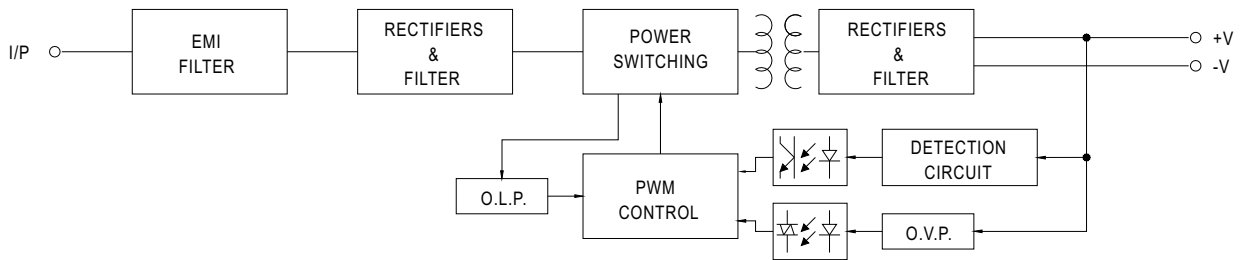 I/P
EMI
FILTER
RECTIFIERS
&
FILTER
POWER
SWITCHING
RECTIFIERS
&
FILTER
+V
-V
O.L.P.
PWM
CONTROL
DETECTION
CIRCUIT
O.V.P.